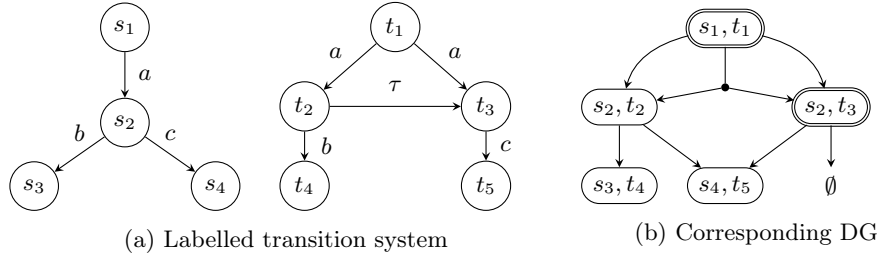 s1
a
s2
b
c
s3
s4
t1
a
a
t2
τ
t3
b
c
t4
t5
(a) Labelled transition system
s1, t1
s2, t2
s2, t3
s3, t4
s4, t5
∅
(b) Corresponding DG